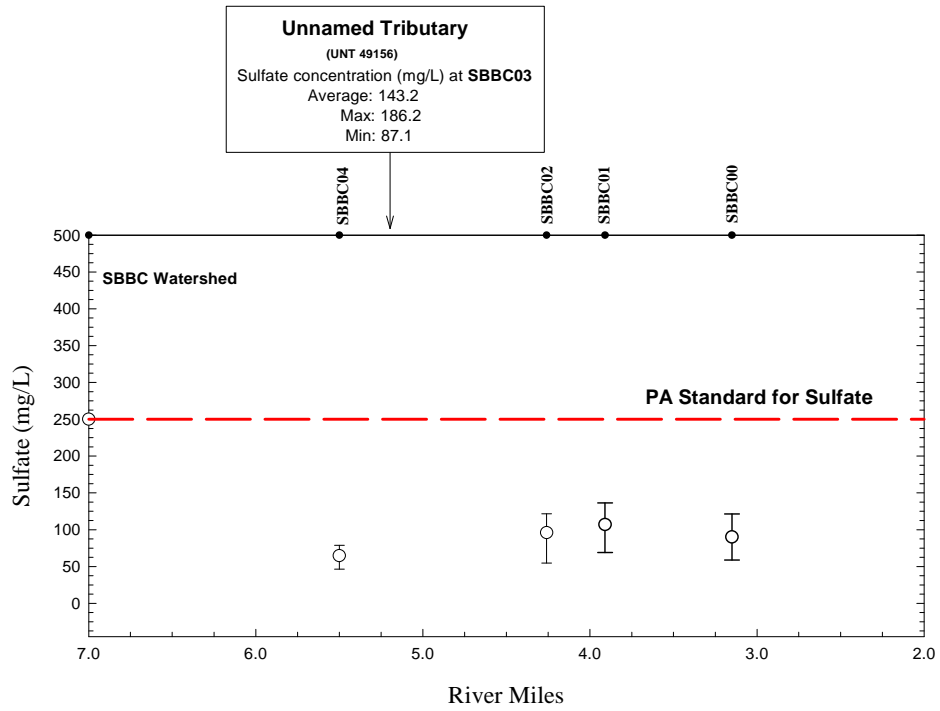 Unnamed Tributary
(UNT 49156)
Sulfate concentration (mg/L) at SBBC03
Average: 143.2
Max: 186.2
Min: 87.1
SBBC04
SBBC02
SBBC01
SBBC00
500
450
400
350
300
250
200
150
100
50
0
SBBC Watershed
PA Standard for Sulfate
Sulfate (mg/L)
7.0 6.0 5.0 4.0 3.0 2.0
River Miles